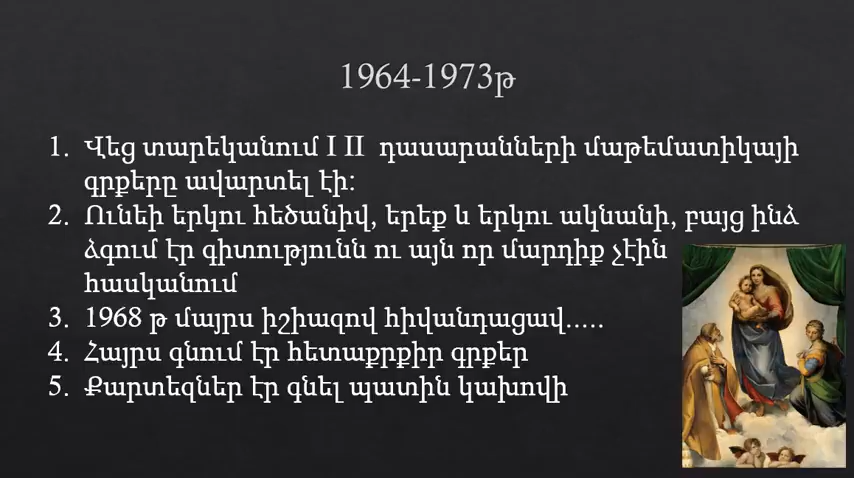 1964-1973թ
1. Վեց տարեկանում I II դասարանների մաթեմատիկայի
գրքերը ավարտել էի:
2. Ունեի երկու հեծանիվ, երեք և երկու ակնանի, բայց ինձ
ձգում էր գիտությունն ու այն որ մարդիք չէին
հասկանում
3. 1968 թ մայրս իշիազով հիվանդացավ.....
4. Հայրս գնում էր հետաքրքիր գրքեր
5. Քարտեզներ էր գնել պատին կախովի